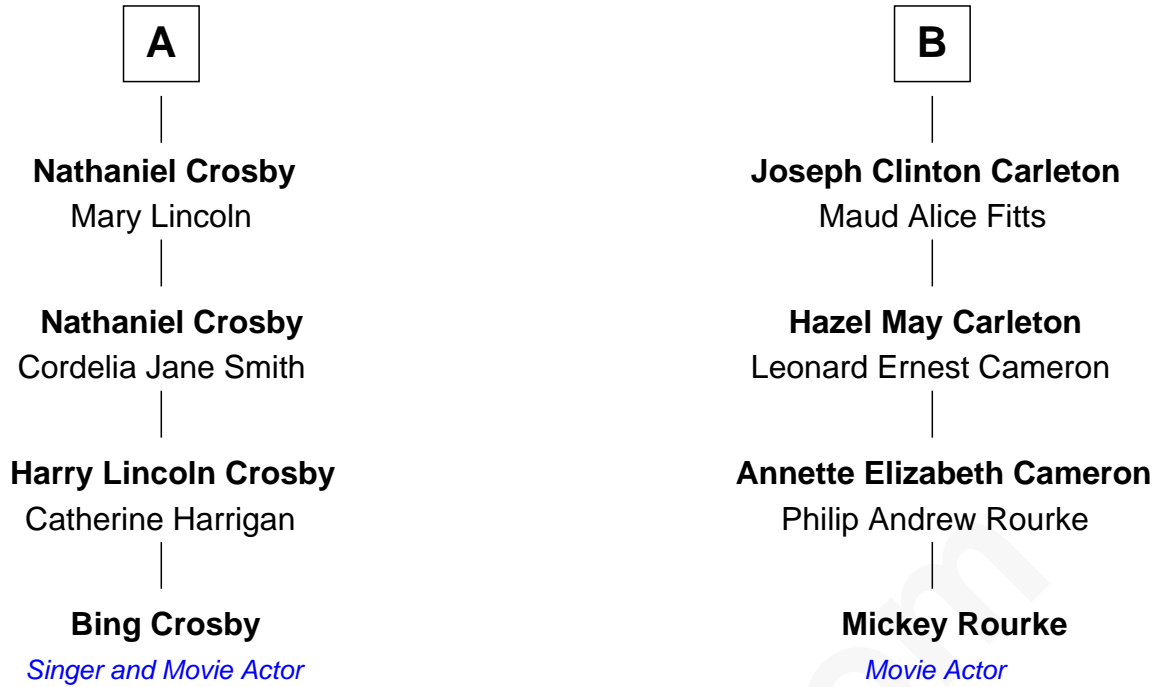 A
Nathaniel Crosby
Mary Lincoln
Nathaniel Crosby
Cordelia Jane Smith
Harry Lincoln Crosby
Catherine Harrigan
Bing Crosby
Singer and Movie Actor
B
Joseph Clinton Carleton
Maud Alice Fitts
Hazel May Carleton
Leonard Ernest Cameron
Annette Elizabeth Cameron
Philip Andrew Rourke
Mickey Rourke
Movie Actor